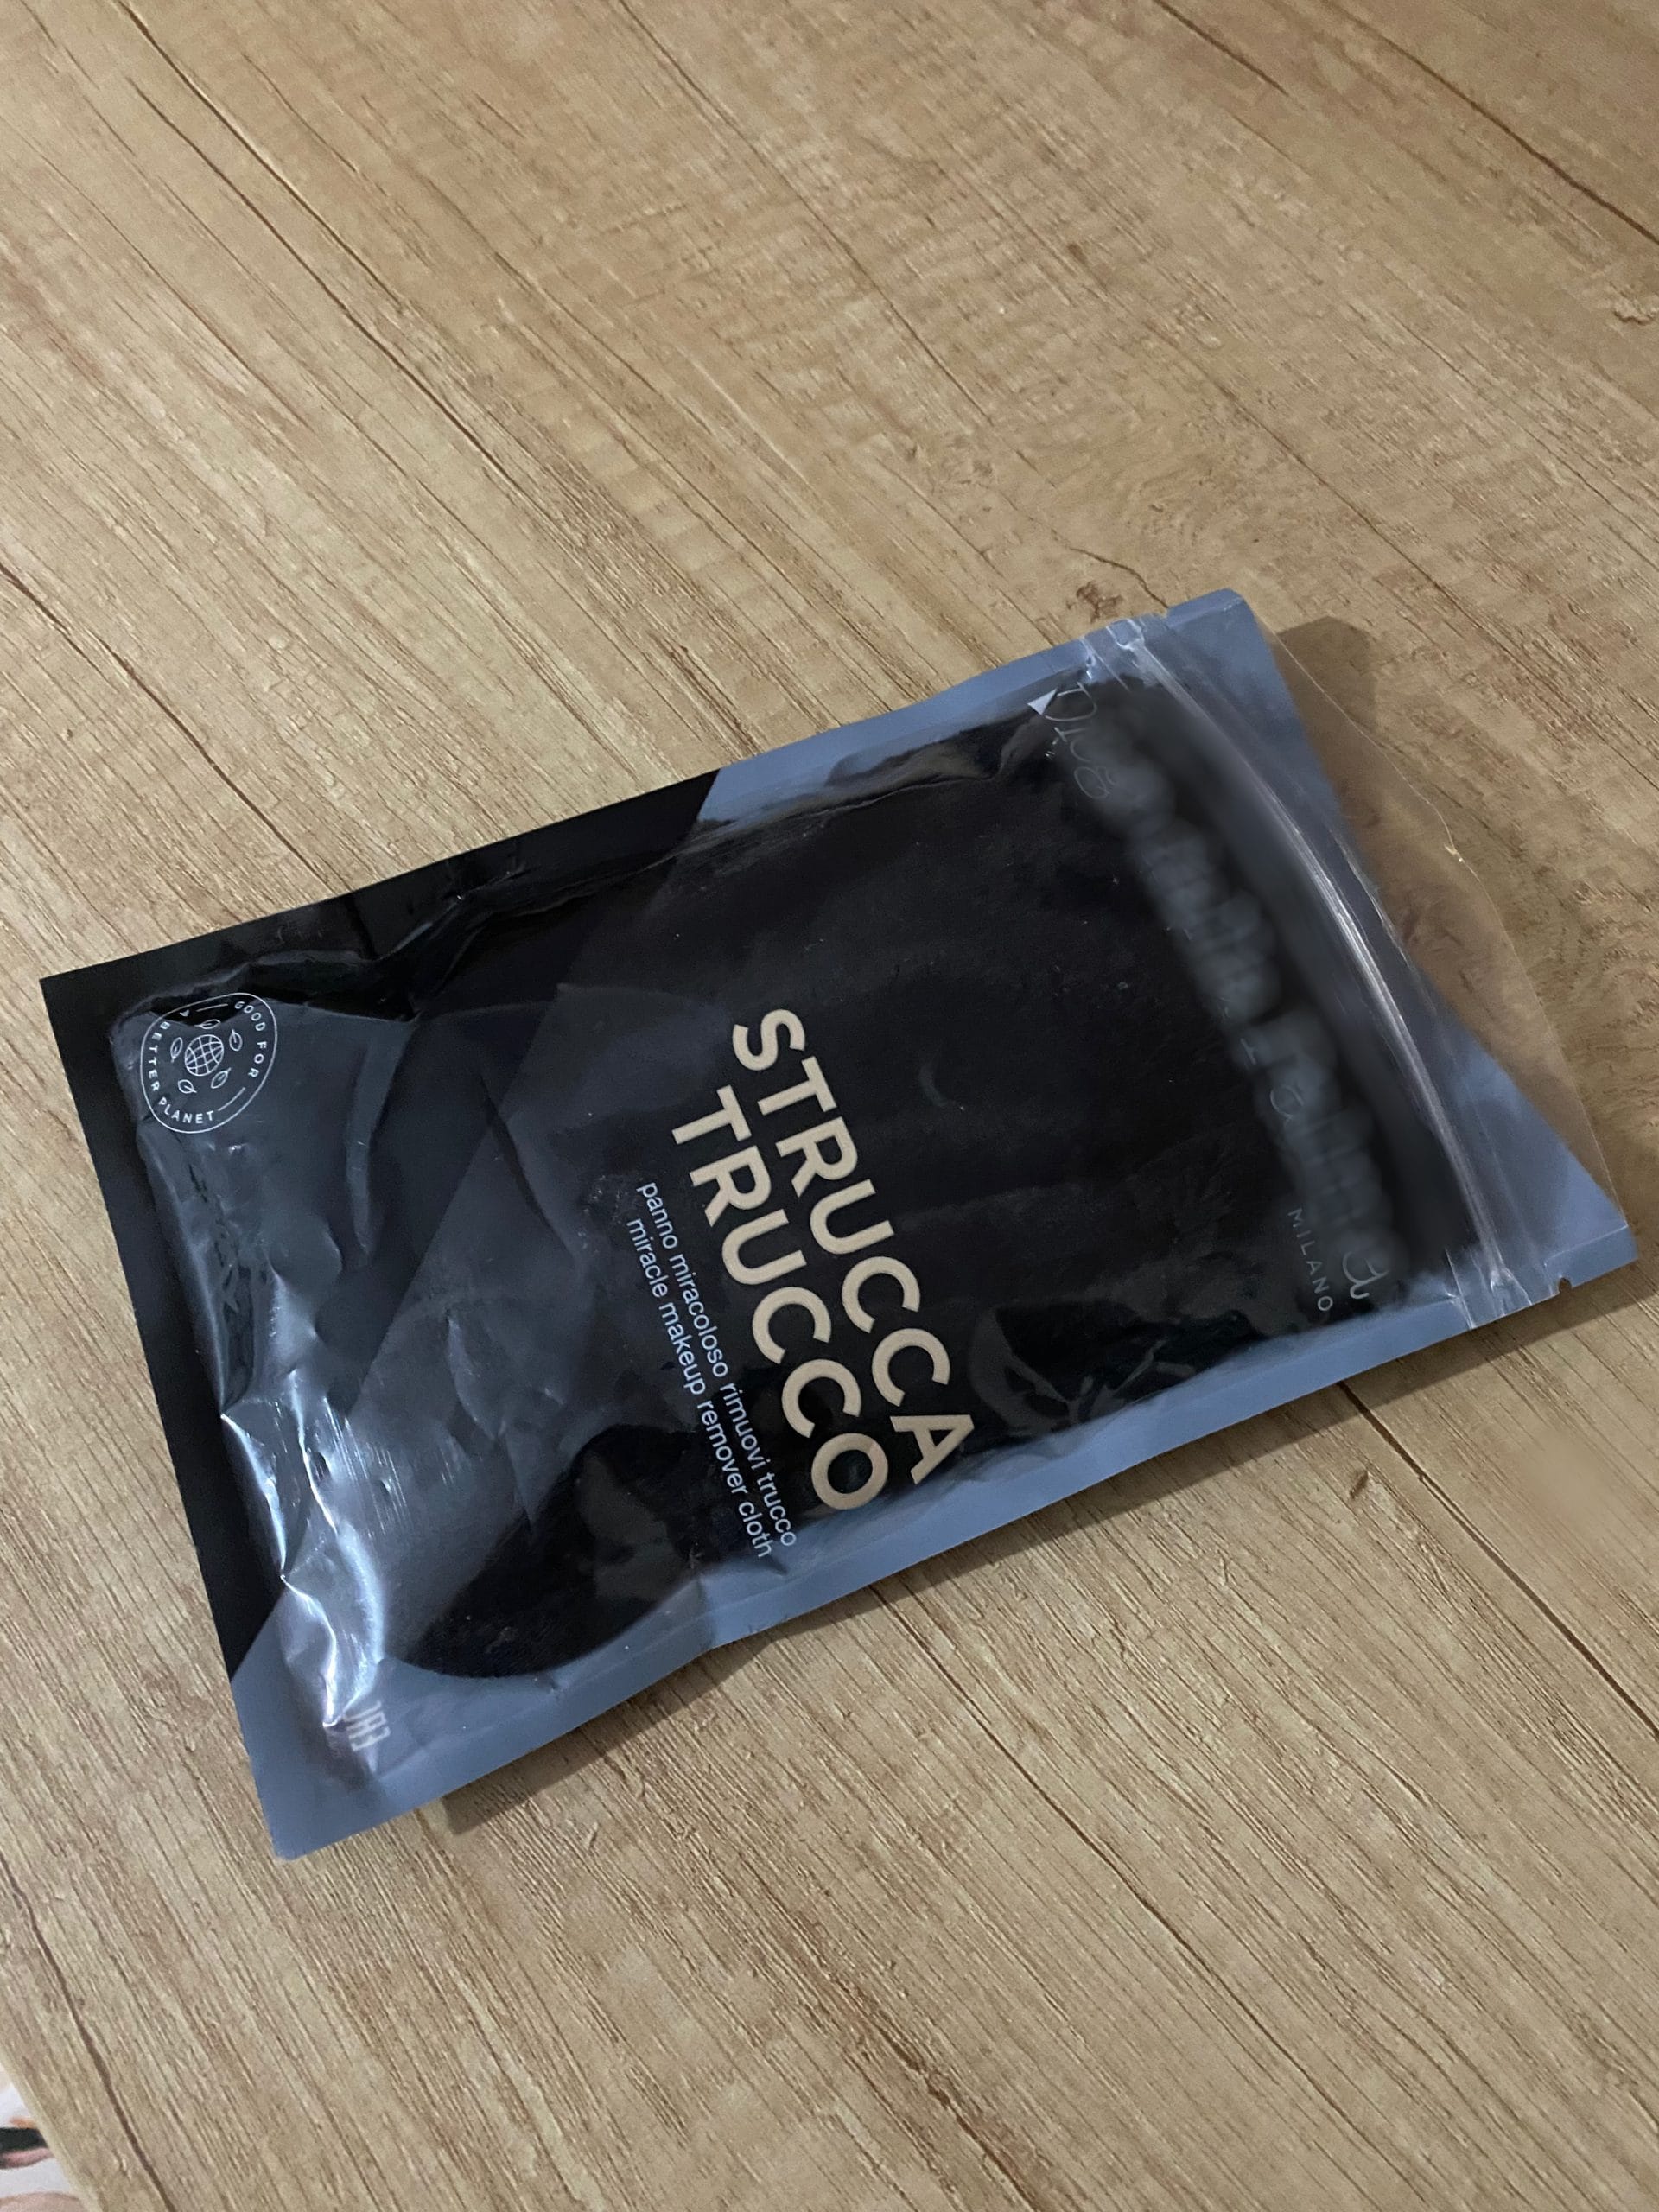 MILANO
STRUCCA
TRUCCO
panno miracoloso rimuovi trucco
miracle makeup remover cloth
GOOD FOR
A BETTER PLANET